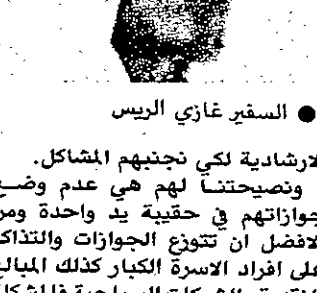 ● السفير غازي الريس
الارشادية لكي نجنبهم المشاكل.
ونصيحتنا لهم هي عدم وضع
جوازاتهم في حقيبة يد واحدة ومن
الافضل ان تتوزع الجوازات والتذاكر
على افراد الاسرة الكبار كذلك المبالغ